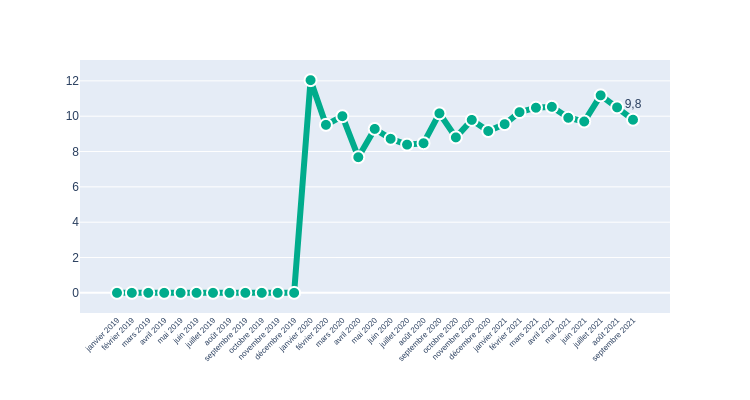 12
10
8
6
4
2
0
9,8
janvier 2019
février 2019
mars 2019
avril 2019
mai 2019
juin 2019
juillet 2019
août 2019
septembre 2019
octobre 2019
novembre 2019
décembre 2019
janvier 2020
février 2020
mars 2020
avril 2020
mai 2020
juin 2020
juillet 2020
août 2020
septembre 2020
octobre 2020
novembre 2020
décembre 2020
janvier 2021
février 2021
mars 2021
avril 2021
mai 2021
juin 2021
juillet 2021
août 2021
septembre 2021